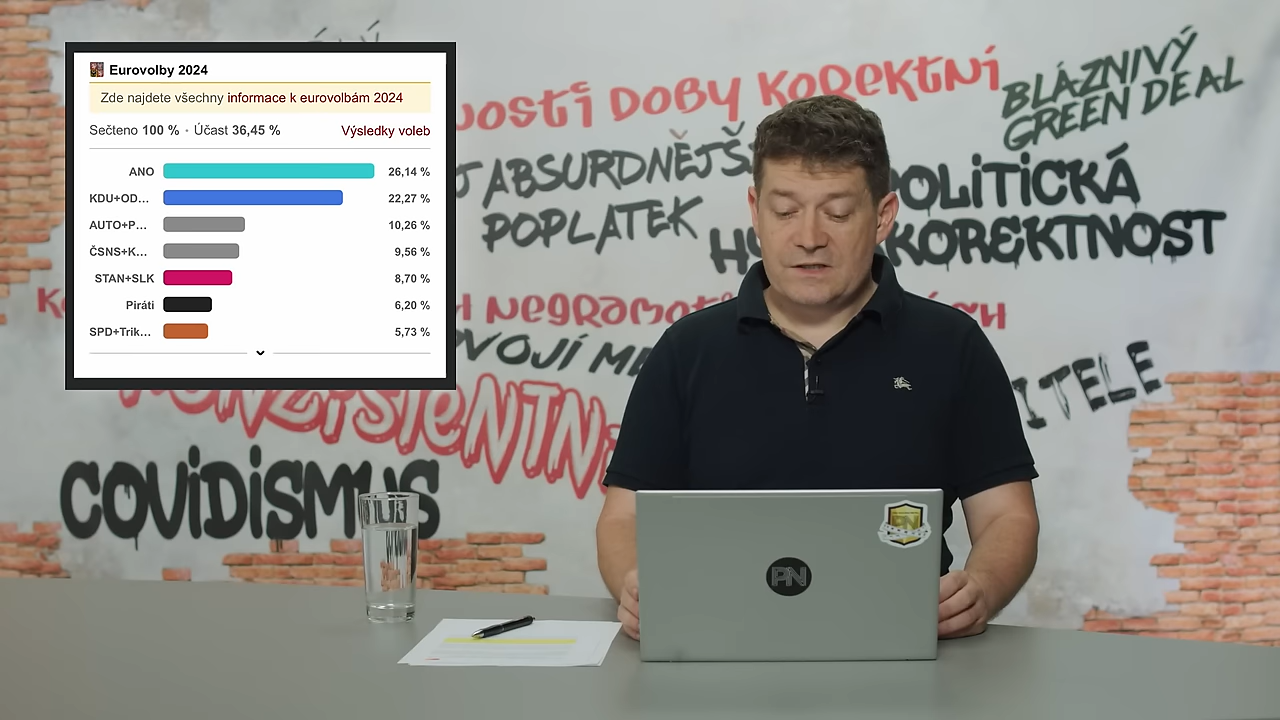 Eurovolby 2024
Zde najdete všechny informace k eurovolbám 2024
Sečteno 100 % · Účast 36,45 %
Výsledky voleb
ANO 26,14 %
KDU+OD... 22,27 %
AUTO+P... 10,26 %
ČSNS+K... 9,56 %
STAN+SLK 8,70 %
Piráti 6,20 %
SPD+Trik... 5,73 %
DOBY KOREKTNÍ
BLÁZNIVÝ
GREEN DEAL
POPLATEK
POLITICKÁ
KOREKTNOST
COVIDISMUS
PN
PN